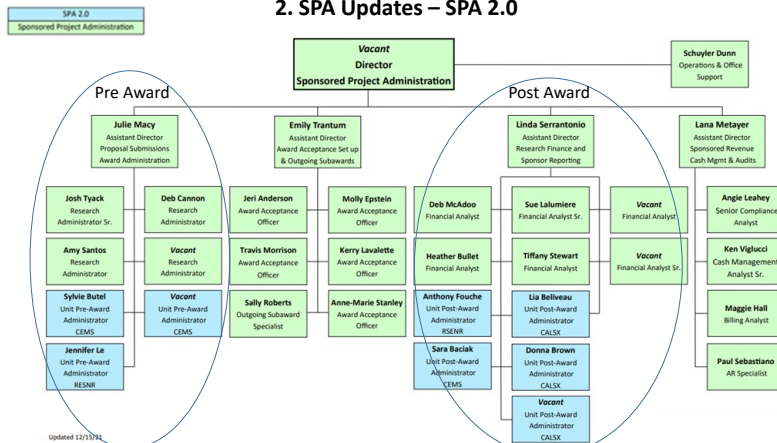 2. SPA Updates – SPA 2.0
SPA 2.0
Sponsored Project Administration
Vacant
Director
Sponsored Project Administration
Schuyler Dunn
Operations & Office
Support
Pre Award
Post Award
Julie Macy
Assistant Director
Proposal Submissions
Award Administration
Emily Trantum
Assistant Director
Award Acceptance Set up
& Outgoing Subawards
Linda Serrantonio
Assistant Director
Research Finance and
Sponsor Reporting
Lana Metayer
Assistant Director
Sponsored Revenue
Cash Mgmt & Audits
Josh Tyack
Research
Administrator Sr.
Deb Cannon
Research
Administrator
Jeri Anderson
Award Acceptance
Officer
Molly Epstein
Award Acceptance
Officer
Deb McAdoo
Financial Analyst
Sue Lalumiere
Financial Analyst Sr.
Vacant
Financial Analyst
Angie Leahey
Senior Compliance
Analyst
Amy Santos
Research
Administrator
Vacant
Research
Administrator
Travis Morrison
Award Acceptance
Officer
Kerry Lavalette
Award Acceptance
Officer
Heather Bullet
Financial Analyst
Tiffany Stewart
Financial Analyst
Vacant
Financial Analyst Sr.
Ken Viglucci
Cash Management
Analyst Sr.
Sylvie Butel
Unit Pre-Award
Administrator
CEMS
Vacant
Unit Pre-Award
Administrator
CEMS
Sally Roberts
Outgoing Subaward
Specialist
Anne-Marie Stanley
Award Acceptance
Officer
Anthony Fouche
Unit Post-Award
Administrator
RSENR
Lia Beliveau
Unit Post-Award
Administrator
CALSX
Maggie Hall
Billing Analyst
Jennifer Le
Unit Pre-Award
Administrator
RESNR
Sara Baciak
Unit Post-Award
Administrator
CEMS
Donna Brown
Unit Post-Award
Administrator
CALSX
Paul Sebastiano
AR Specialist
Vacant
Unit Post-Award
Administrator
CALSX
Updated 12/15/21